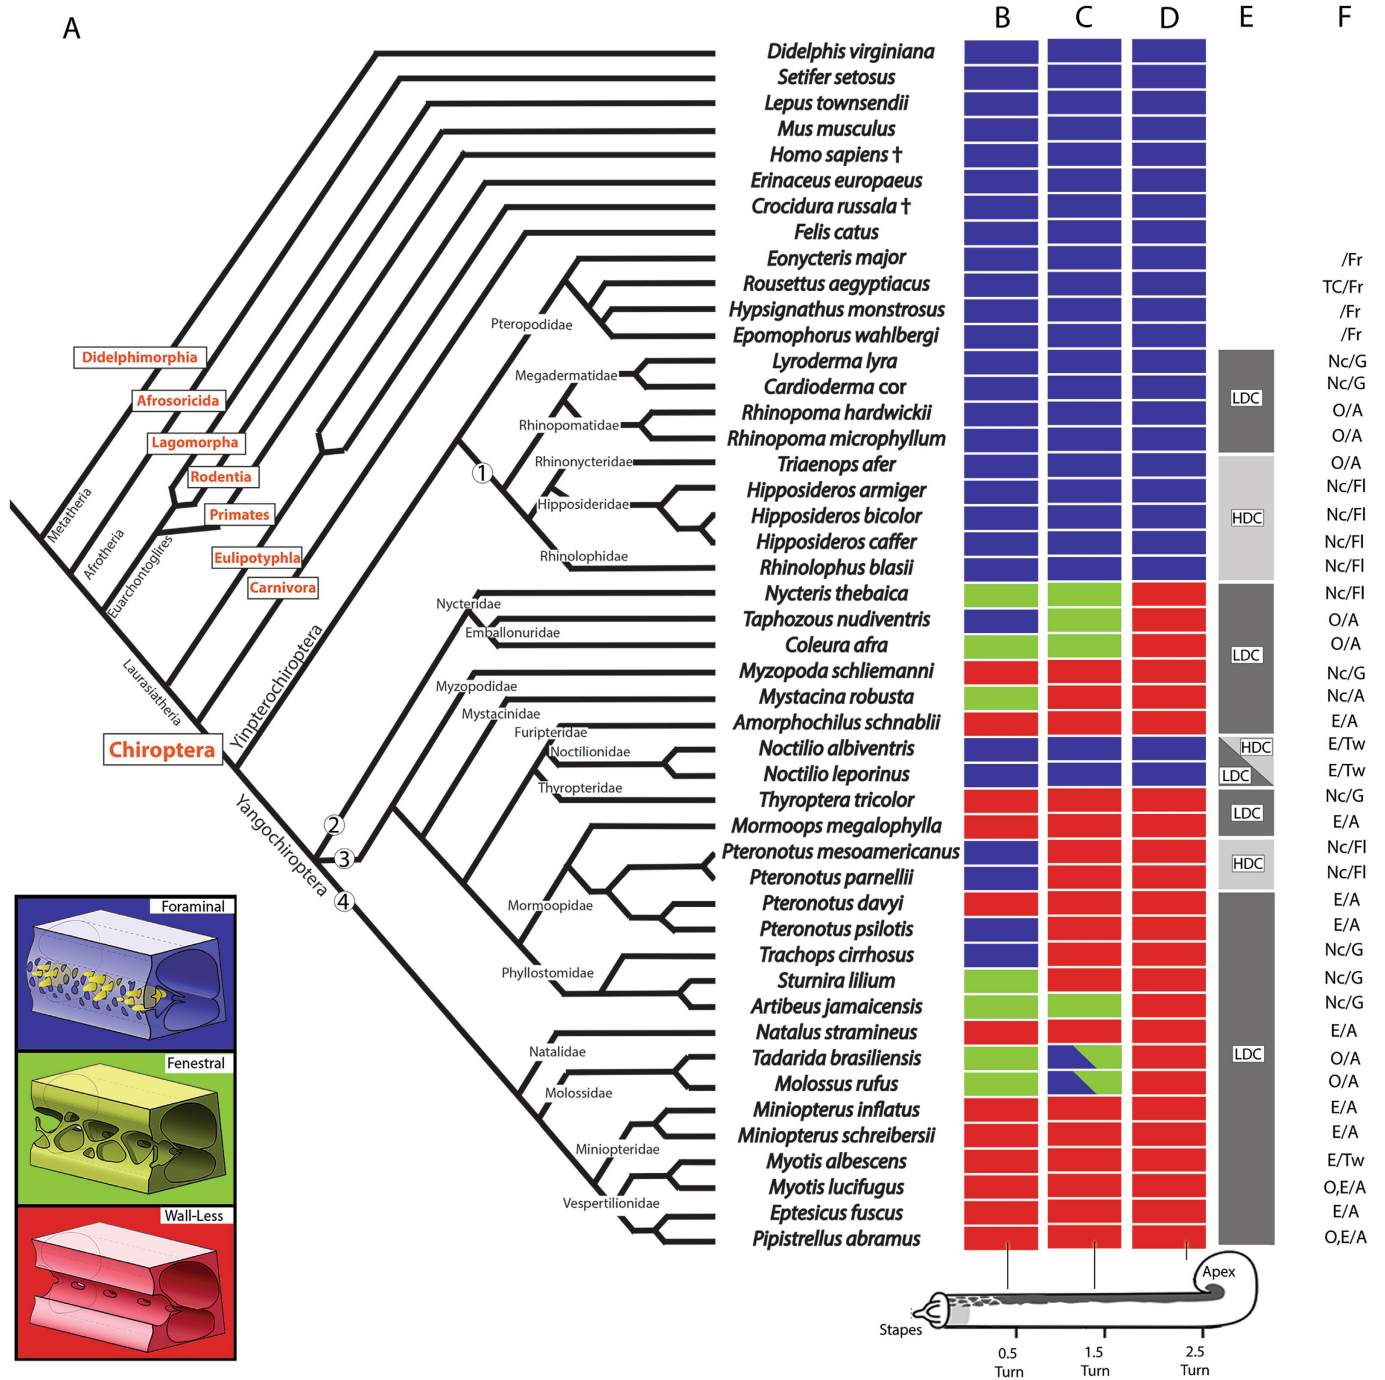 A
B C D E F
Didelphis virginiana
Setifer setosus
Lepus townsendii
Mus musculus
Homo sapiens †
Erinaceus europaeus
Crocidura russala †
Felis catus
Eonycteris major /Fr
Rousettus aegyptiacus TC/Fr
Hypsignathus monstrosus /Fr
Epomophorus wahlbergi /Fr
Lyroderma lyra Nc/G
Cardioderma cor Nc/G
Rhinopoma hardwickii O/A
Rhinopoma microphyllum O/A
Triaenops afer O/A
Hipposideros armiger Nc/Fl
Hipposideros bicolor Nc/Fl
Hipposideros caffer Nc/Fl
Rhinolophus blasii Nc/Fl
Nycteris thebaica Nc/Fl
Taphozous nudiventris O/A
Coleura afra O/A
Myzopoda schliemanni Nc/G
Mystacina robusta Nc/A
Amorphochilus schnablii E/A
Noctilio albiventris E/Tw
Noctilio leporinus E/Tw
Thyroptera tricolor Nc/G
Mormoops megalophylla E/A
Pteronotus mesoamericanus Nc/Fl
Pteronotus parnellii Nc/Fl
Pteronotus davyi E/A
Pteronotus psilotis E/A
Trachops cirrhosus Nc/G
Sturnira lilium Nc/G
Artibeus jamaicensis Nc/G
Natalus stramineus E/A
Tadarida brasiliensis O/A
Molossus rufus O/A
Miniopterus inflatus E/A
Miniopterus schreibersii E/A
Myotis albescens E/Tw
Myotis lucifugus O,E/A
Eptesicus fuscus E/A
Pipistrellus abramus O,E/A
LDC
HDC
LDC
HDC
LDC
LDC
HDC
LDC
Didelphimorphia
Afrosoricida
Lagomorpha
Rodentia
Primates
Eulipotyphla
Carnivora
Chiroptera
Metatheria
Afrotheria
Euarchontoglires
Laurasiatheria
Yinpterochiroptera
Yangochiroptera
1
2
3
4
Pteropodidae
Megadermatidae
Rhinopomatidae
Rhinonycteridae
Hipposideridae
Rhinolophidae
Nycteridae
Emballonuridae
Myzopodidae
Mystacinidae
Furipteridae
Noctilionidae
Thyropteridae
Mormoopidae
Phyllostomidae
Natalidae
Molossidae
Miniopteridae
Vespertilionidae
Foraminal
Fenestral
Wall-Less
Apex
Stapes
0.5 1.5 2.5
Turn Turn Turn